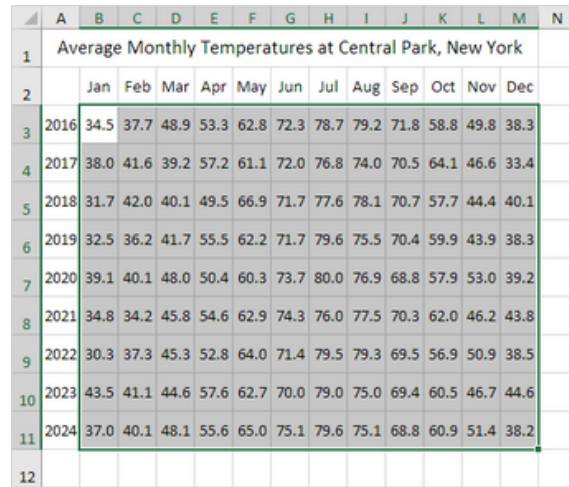 A B C D E F G H I J K L M N
1 Average Monthly Temperatures at Central Park, New York
2 Jan Feb Mar Apr May Jun Jul Aug Sep Oct Nov Dec
3 2016 34.5 37.7 48.9 53.3 62.8 72.3 78.7 79.2 71.8 58.8 49.8 38.3
4 2017 38.0 41.6 39.2 57.2 61.1 72.0 76.8 74.0 70.5 64.1 46.6 33.4
5 2018 31.7 42.0 40.1 49.5 66.9 71.7 77.6 78.1 70.7 57.7 44.4 40.1
6 2019 32.5 36.2 41.7 55.5 62.2 71.7 79.6 75.5 70.4 59.9 43.9 38.3
7 2020 39.1 40.1 48.0 50.4 60.3 73.7 80.0 76.9 68.8 57.9 53.0 39.2
8 2021 34.8 34.2 45.8 54.6 62.9 74.3 76.0 77.5 70.3 62.0 46.2 43.8
9 2022 30.3 37.3 45.3 52.8 64.0 71.4 79.5 79.3 69.5 56.9 50.9 38.5
10 2023 43.5 41.1 44.6 57.6 62.7 70.0 79.0 75.0 69.4 60.5 46.7 44.6
11 2024 37.0 40.1 48.1 55.6 65.0 75.1 79.6 75.1 68.8 60.9 51.4 38.2
12